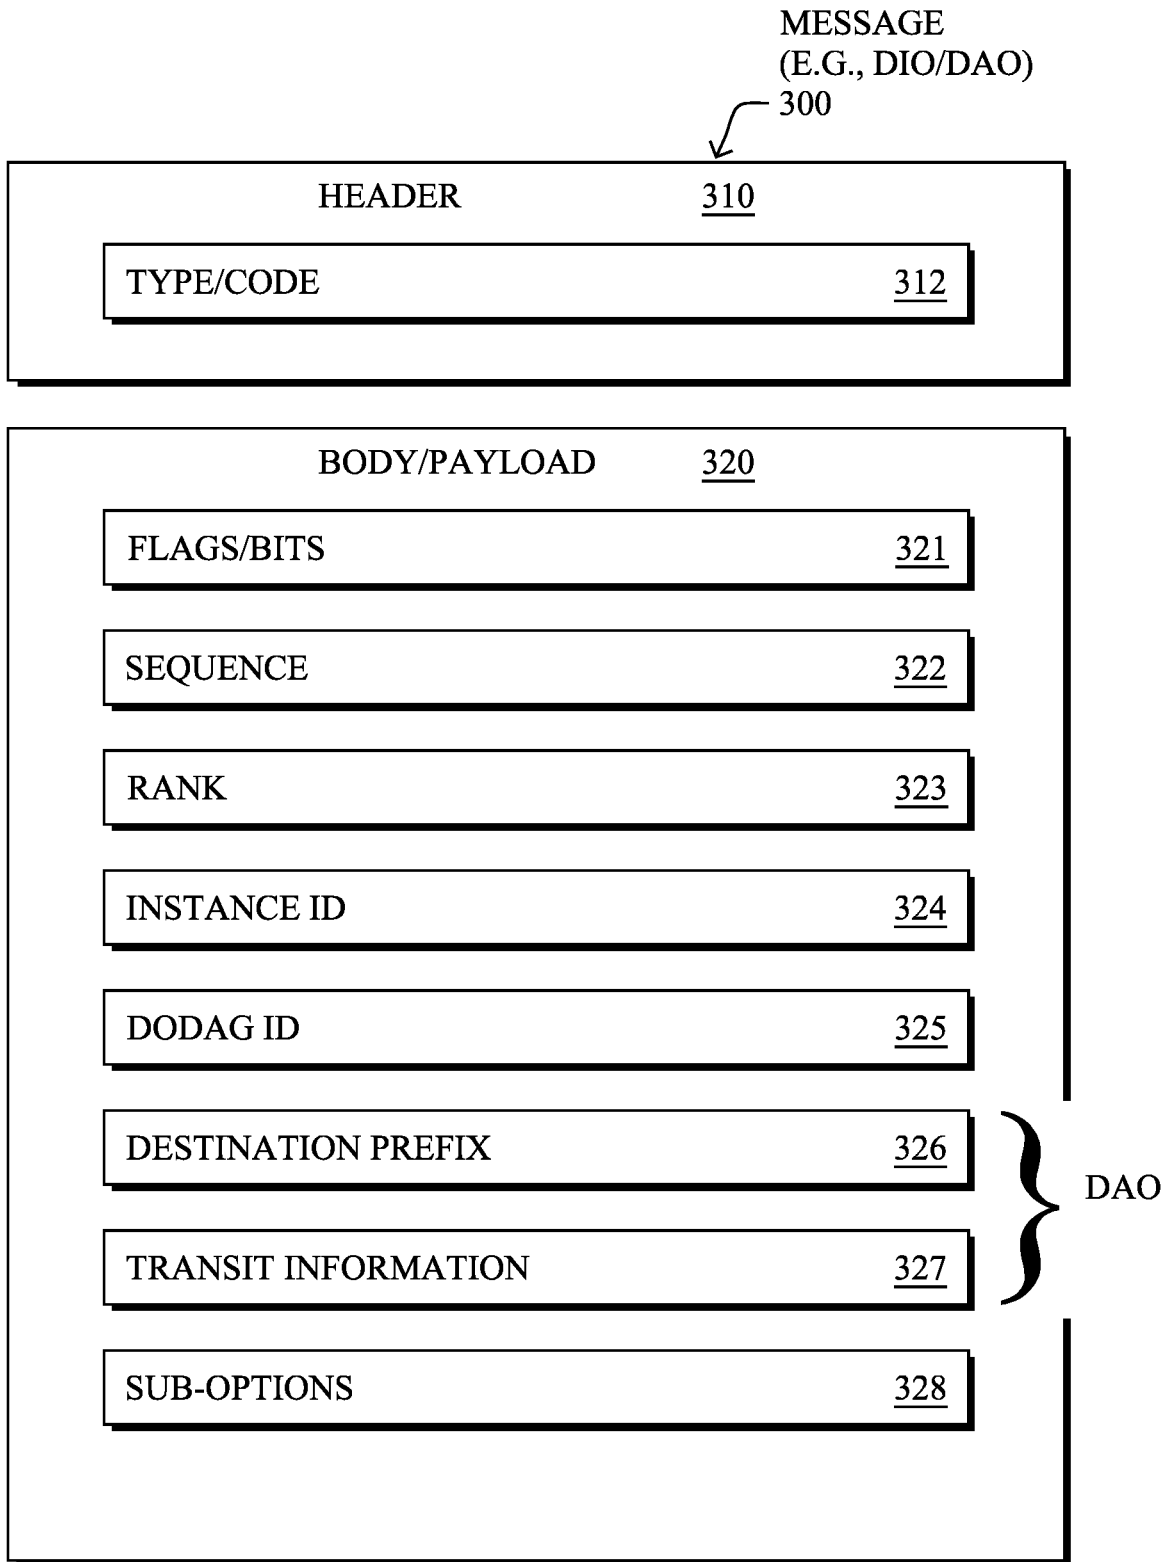 MESSAGE
(E.G., DIO/DAO)
300
HEADER 310
TYPE/CODE 312
BODY/PAYLOAD 320
FLAGS/BITS 321
SEQUENCE 322
RANK 323
INSTANCE ID 324
DODAG ID 325
DESTINATION PREFIX 326
DAO
TRANSIT INFORMATION 327
SUB-OPTIONS 328